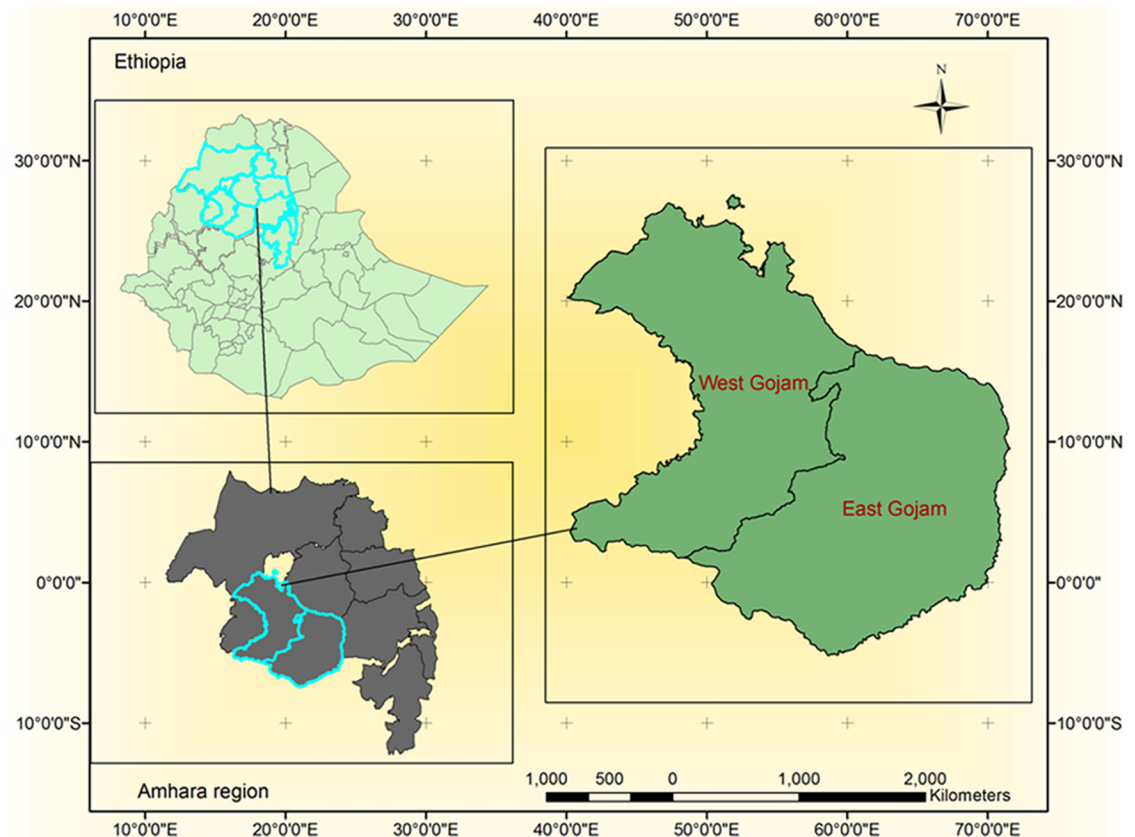 10°0'0"E 20°0'0"E 30°0'0"E 40°0'0"E 50°0'0"E 60°0'0"E 70°0'0"E
Ethiopia
N
30°0'0"N 30°0'0"N
20°0'0"N 20°0'0"N
West Gojam
10°0'0"N 10°0'0"N
East Gojam
0°0'0" 0°0'0"
10°0'0"S 10°0'0"S
Amhara region
1,000 500 0 1,000 2,000
Kilometers
10°0'0"E 20°0'0"E 30°0'0"E 40°0'0"E 50°0'0"E 60°0'0"E 70°0'0"E